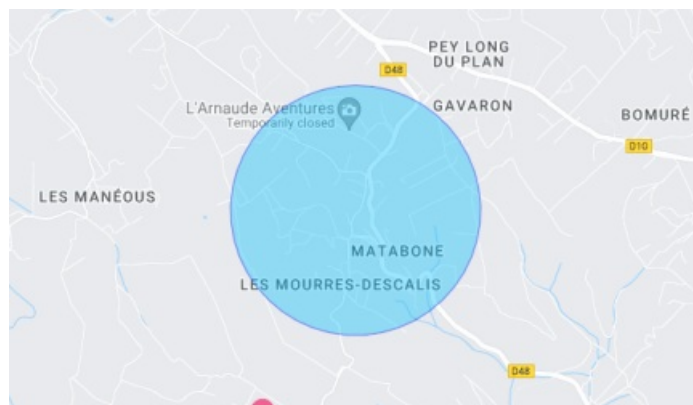 PEY LONG
DU PLAN
D48
L'Arnaude Aventures
Temporarily closed
GAVARON
BOMURÉ
D10
LES MANÉOUS
MATABONE
LES MOURRES-DESCALIS
D48